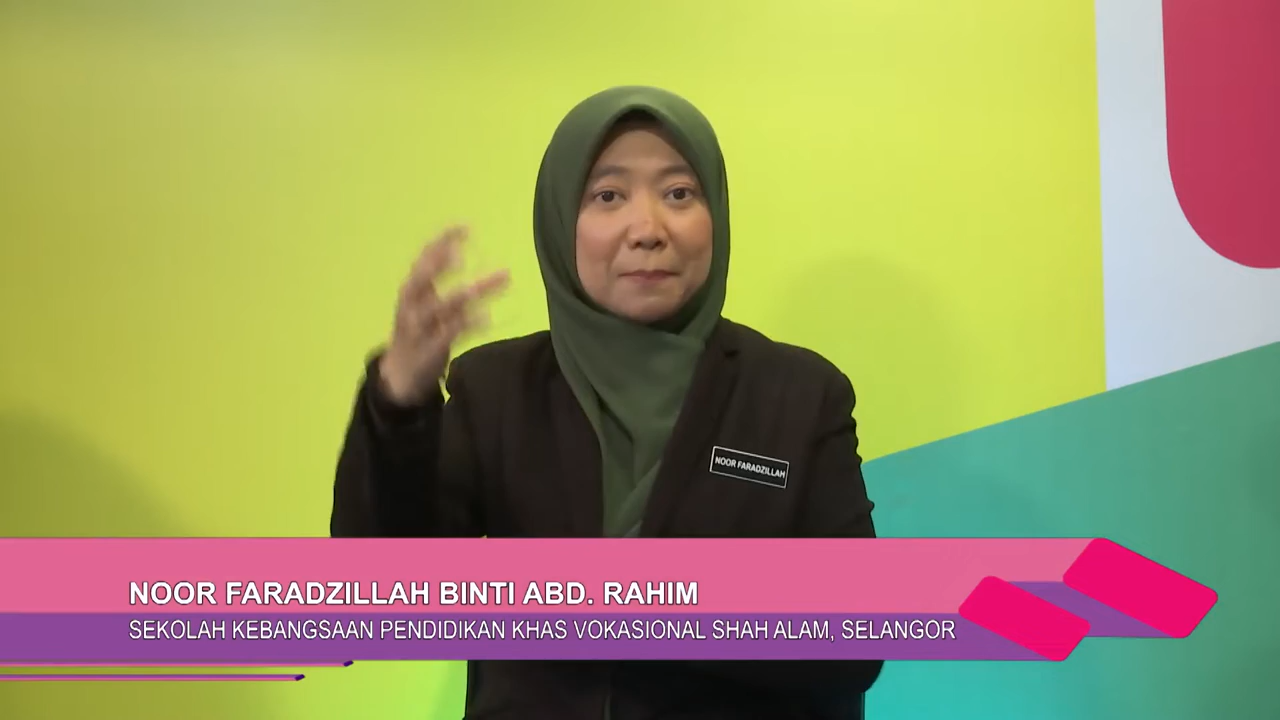 NOOR FARADZILLAH
NOOR FARADZILLAH BINTI ABD. RAHIM
SEKOLAH KEBANGSAAN PENDIDIKAN KHAS VOKASIONAL SHAH ALAM, SELANGOR